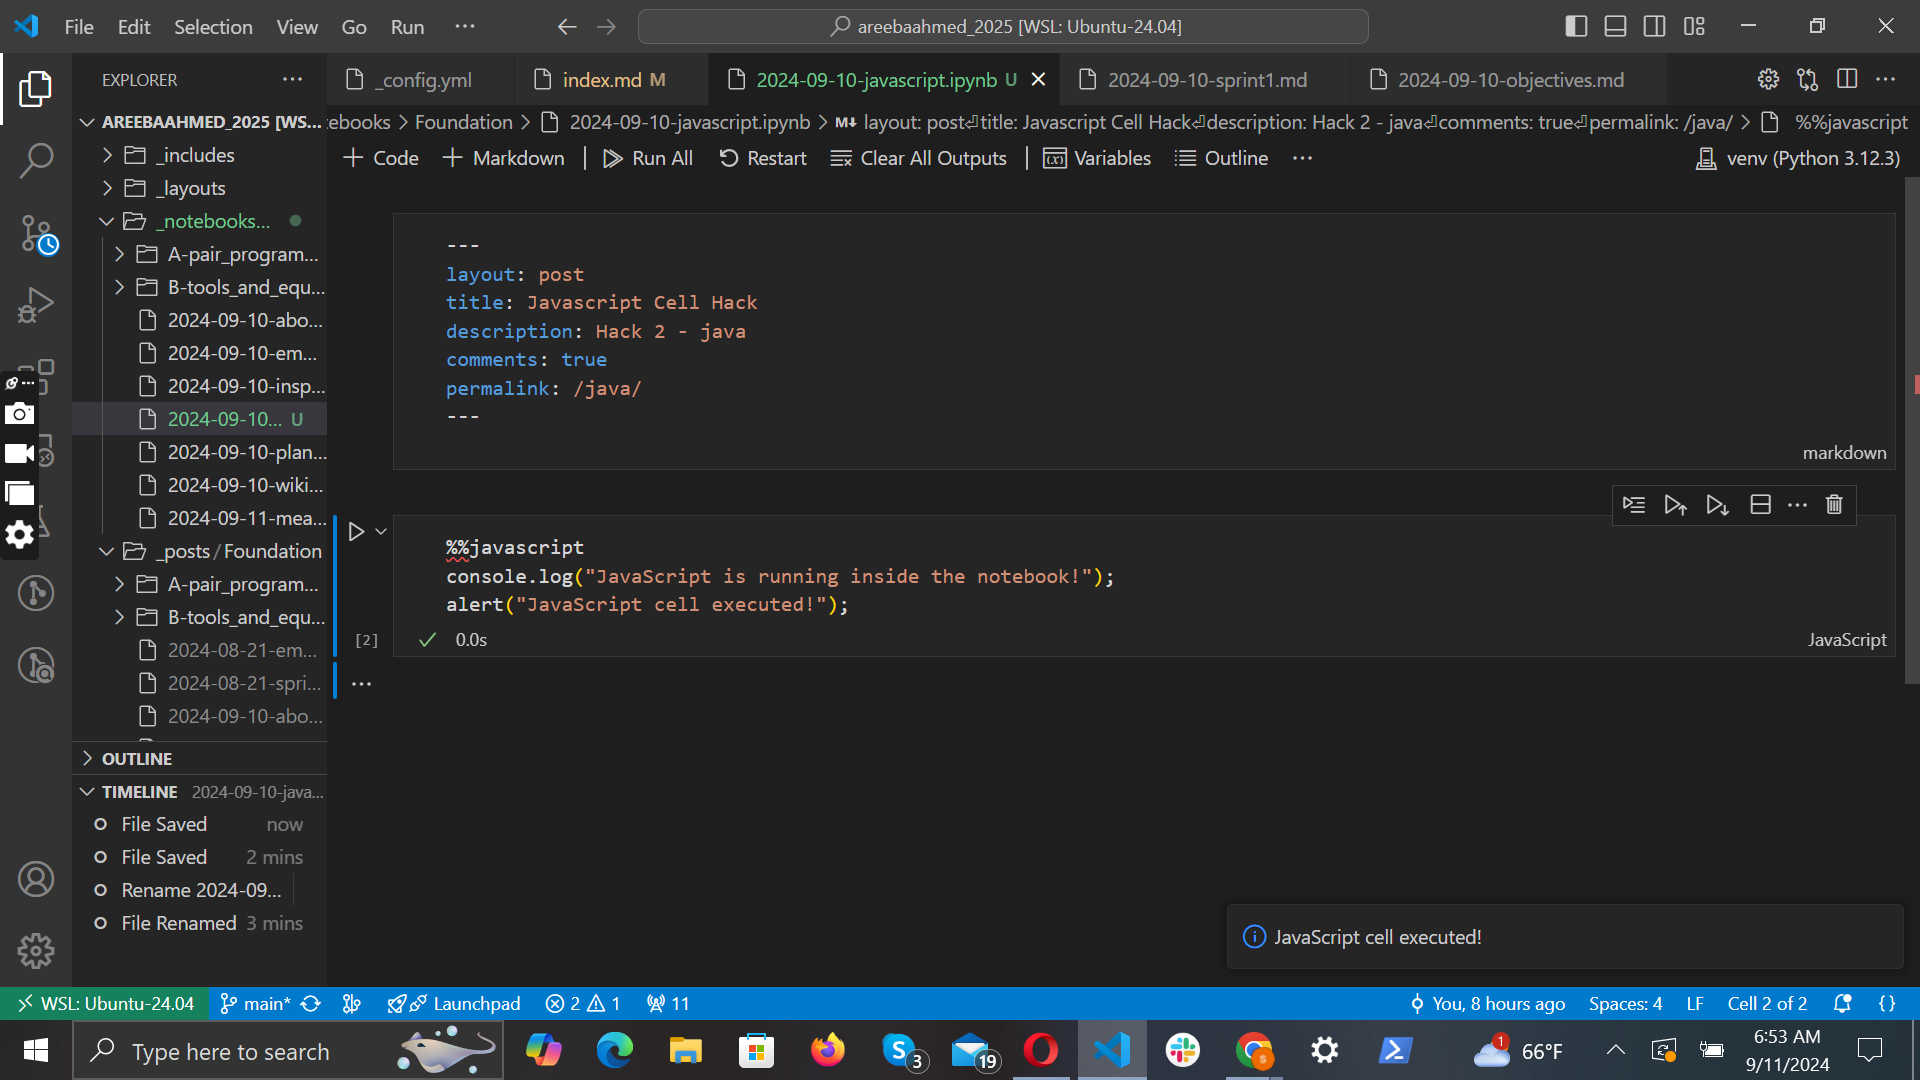 File Edit Selection View Go Run ···
areebaahmed_2025 [WSL: Ubuntu-24.04]
EXPLORER
_config.yml
index.md M
2024-09-10-javascript.ipynb U
2024-09-10-sprint1.md
2024-09-10-objectives.md
AREEBAAHMED_2025 [WS...
_includes
_layouts
_notebooks...
A-pair_program...
B-tools_and_equ...
2024-09-10-abo...
2024-09-10-em...
2024-09-10-insp...
2024-09-10... U
2024-09-10-plan...
2024-09-10-wiki...
2024-09-11-mea...
_posts/Foundation
A-pair_program...
B-tools_and_equ...
2024-08-21-em...
2024-08-21-spri...
2024-09-10-abo...
OUTLINE
TIMELINE 2024-09-10-java...
File Saved now
File Saved 2 mins
Rename 2024-09...
File Renamed 3 mins
:ebooks > Foundation > 2024-09-10-javascript.ipynb > M↓ layout: post⏎title: Javascript Cell Hack⏎description: Hack 2 - java⏎comments: true⏎permalink: /java/ > %%javascript
+ Code + Markdown | Run All Restart Clear All Outputs | Variables Outline ···
venv (Python 3.12.3)
---
layout: post
title: Javascript Cell Hack
description: Hack 2 - java
comments: true
permalink: /java/
---
markdown
%%javascript
console.log("JavaScript is running inside the notebook!");
alert("JavaScript cell executed!");
[2] 0.0s
JavaScript
JavaScript cell executed!
WSL: Ubuntu-24.04 main* Launchpad 2 1 11
You, 8 hours ago Spaces: 4 LF Cell 2 of 2 {}
Type here to search
3
19
1
66°F
6:53 AM
9/11/2024